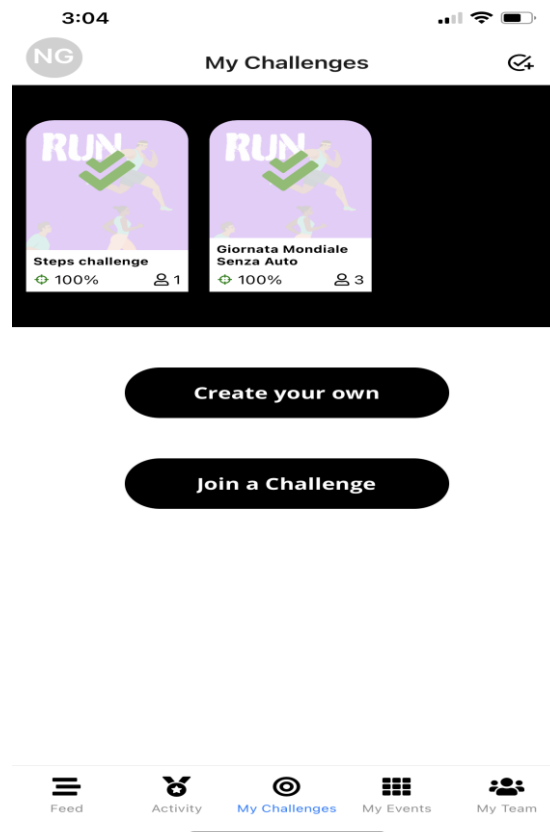 3:04
NG
My Challenges
RUN
RUN
Steps challenge
100%
1
Giornata Mondiale
Senza Auto
100%
3
Create your own
Join a Challenge
Feed
Activity
My Challenges
My Events
My Team